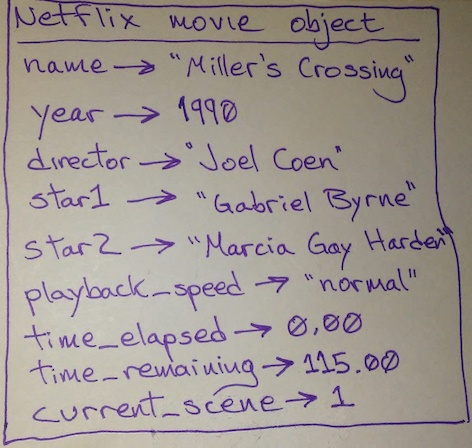 Netflix movie object
name → "Miller's Crossing"
year → 1990
director → "Joel Coen"
star1 → "Gabriel Byrne"
star2 → "Marcia Gay Harden"
playback_speed → "normal"
time_elapsed → 0.00
time_remaining → 115.00
current_scene → 1